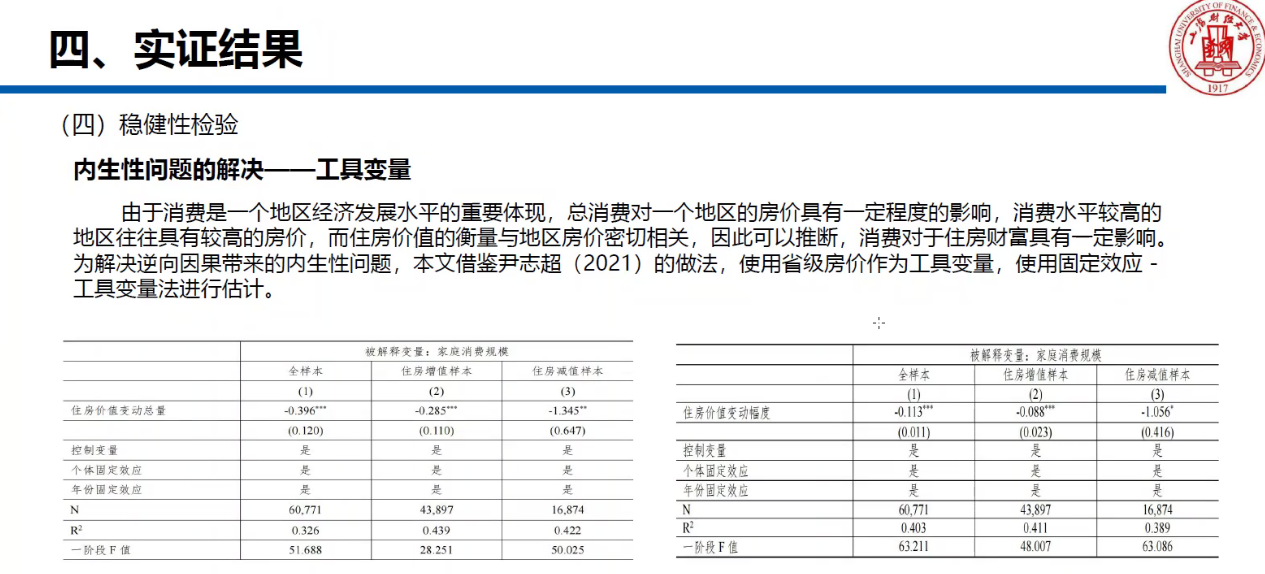 四、实证结果
SHANGHAI UNIVERSITY OF FINANCE & ECONOMICS
上海财经大学
1917
（四）稳健性检验
内生性问题的解决——工具变量
由于消费是一个地区经济发展水平的重要体现，总消费对一个地区的房价具有一定程度的影响，消费水平较高的
地区往往具有较高的房价，而住房价值的衡量与地区房价密切相关，因此可以推断，消费对于住房财富具有一定影响。
为解决逆向因果带来的内生性问题，本文借鉴尹志超（2021）的做法，使用省级房价作为工具变量，使用固定效应 -
工具变量法进行估计。
被解释变量：家庭消费规模
全样本 住房增值样本 住房减值样本
(1) (2) (3)
住房价值变动总量 -0.396*** -0.285*** -1.345**
(0.120) (0.110) (0.647)
控制变量 是 是 是
个体固定效应 是 是 是
年份固定效应 是 是 是
N 60,771 43,897 16,874
R² 0.326 0.439 0.422
一阶段 F 值 51.688 28.251 50.025
被解释变量：家庭消费规模
全样本 住房增值样本 住房减值样本
(1) (2) (3)
住房价值变动幅度 -0.113*** -0.088*** -1.056*
(0.011) (0.023) (0.416)
控制变量 是 是 是
个体固定效应 是 是 是
年份固定效应 是 是 是
N 60,771 43,897 16,874
R² 0.403 0.411 0.389
一阶段 F 值 63.211 48.007 63.086